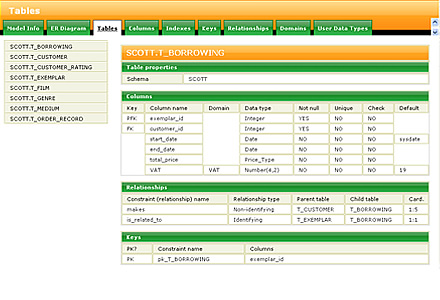 Tables
Model Info ER Diagram Tables Columns Indexes Keys Relationships Domains User Data Types
SCOTT.T_BORROWING
SCOTT.T_CUSTOMER
SCOTT.T_CUSTOMER_RATING
SCOTT.T_EXEMPLAR
SCOTT.T_FILM
SCOTT.T_GENRE
SCOTT.T_MEDIUM
SCOTT.T_ORDER_RECORD
SCOTT.T_BORROWING
Table properties
Schema SCOTT
Columns
Key Column name Domain Data type Not null Unique Check Default
PFK exemplar_id Integer YES NO NO
FK customer_id Integer YES NO NO
start_date Date NO NO NO sysdate
end_date Date NO NO NO
total_price Price_Type NO NO NO
VAT VAT Number(4,2) NO NO NO 19
Relationships
Constraint (relationship) name Relationship type Parent table Child table Card.
makes Non-identifying T_CUSTOMER T_BORROWING 1:5
is_related_to Identifying T_EXEMPLAR T_BORROWING 1:1
Keys
PK? Constraint name Columns
PK pk_T_BORROWING exemplar_id